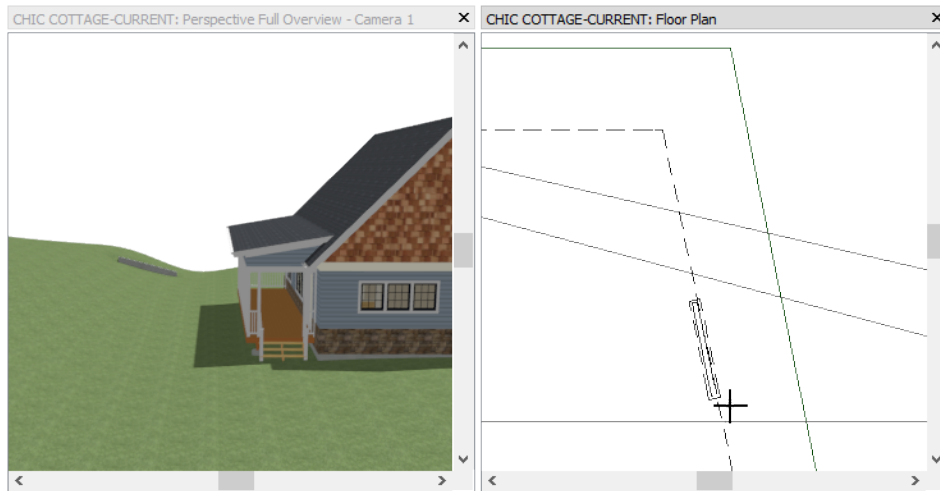 CHIC COTTAGE-CURRENT: Perspective Full Overview - Camera 1
CHIC COTTAGE-CURRENT: Floor Plan